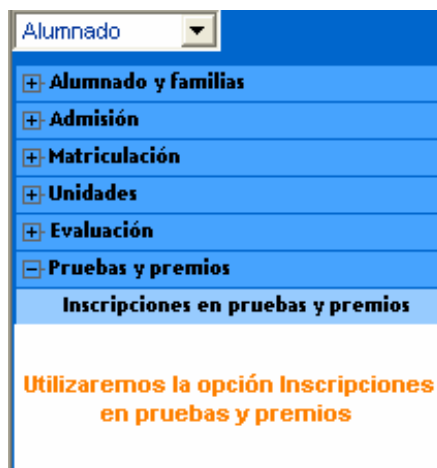 Alumnado
Alumnado y familias
Admisión
Matriculación
Unidades
Evaluación
Pruebas y premios
Inscripciones en pruebas y premios
Utilizaremos la opción Inscripciones
en pruebas y premios